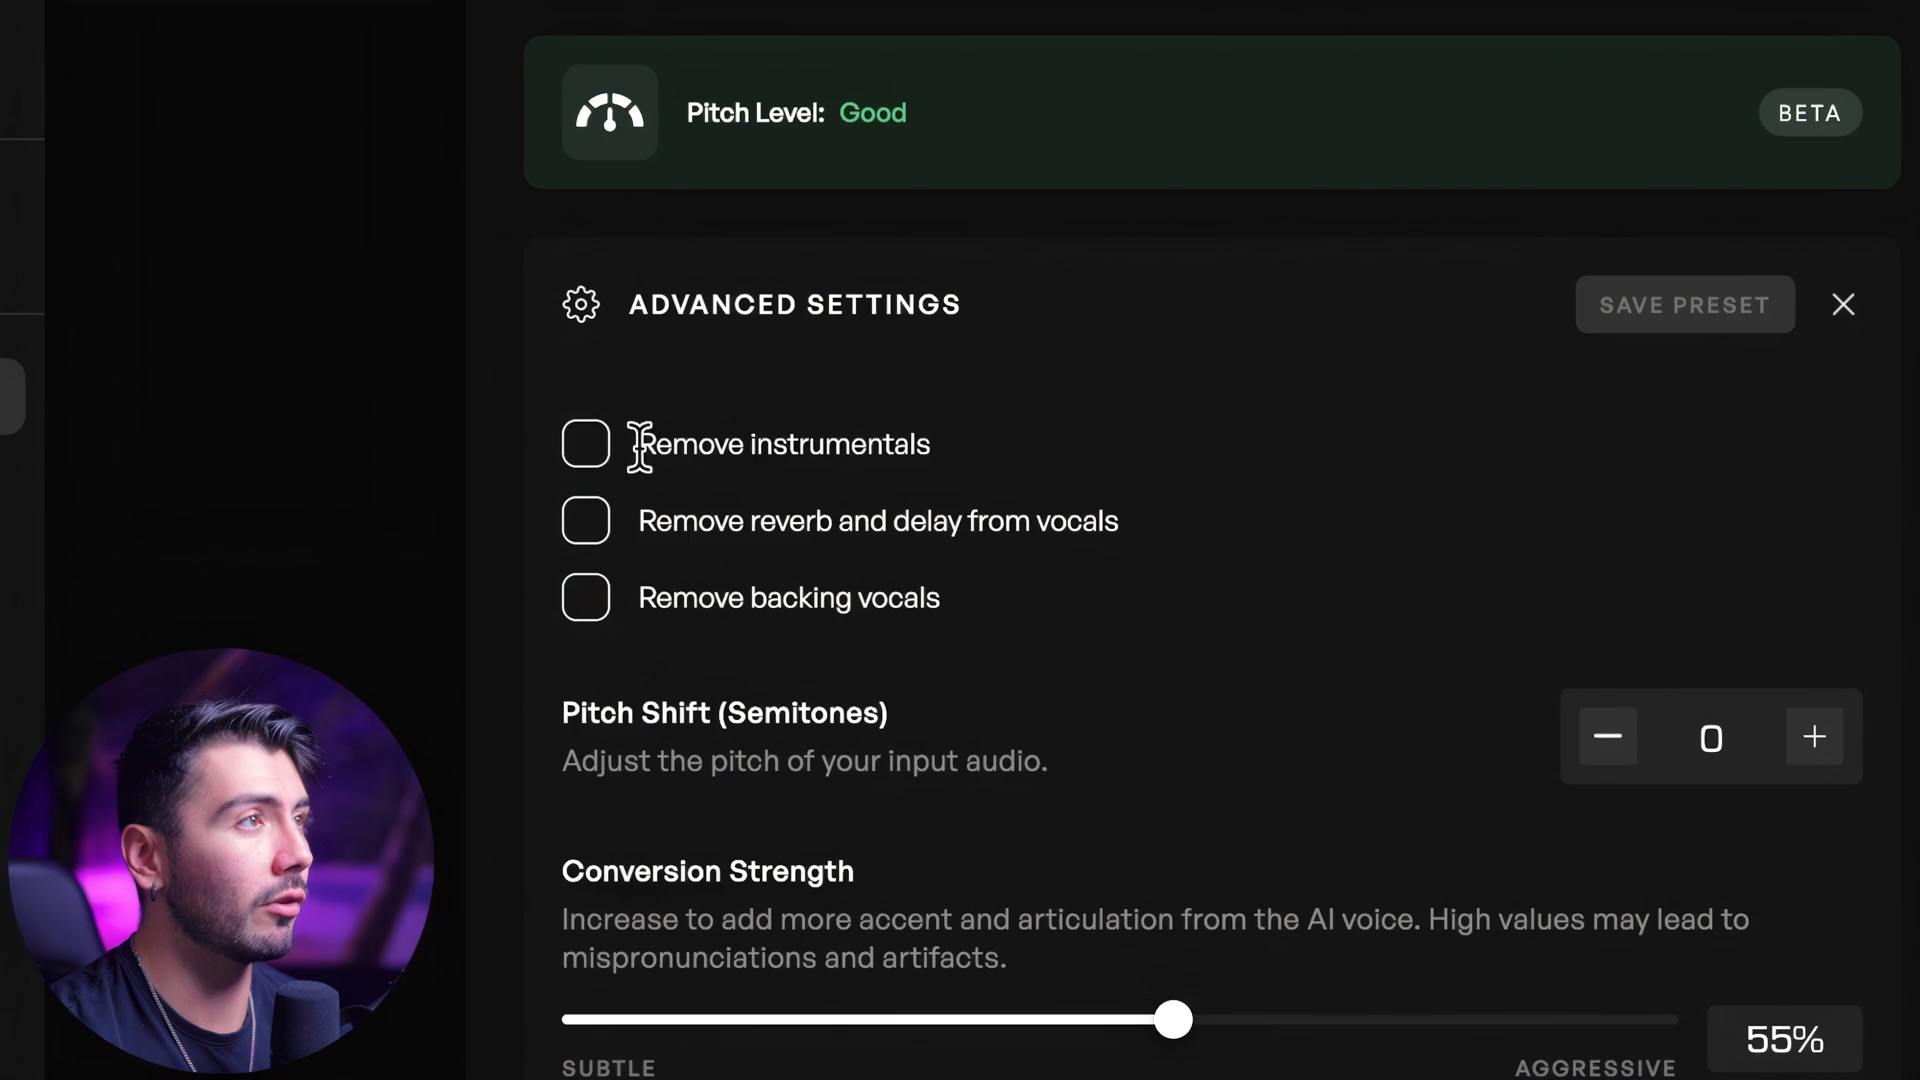 Pitch Level: Good
BETA
ADVANCED SETTINGS
SAVE PRESET
Remove instrumentals
Remove reverb and delay from vocals
Remove backing vocals
Pitch Shift (Semitones)
Adjust the pitch of your input audio.
0
Conversion Strength
Increase to add more accent and articulation from the AI voice. High values may lead to
mispronunciations and artifacts.
55%
SUBTLE
AGGRESSIVE